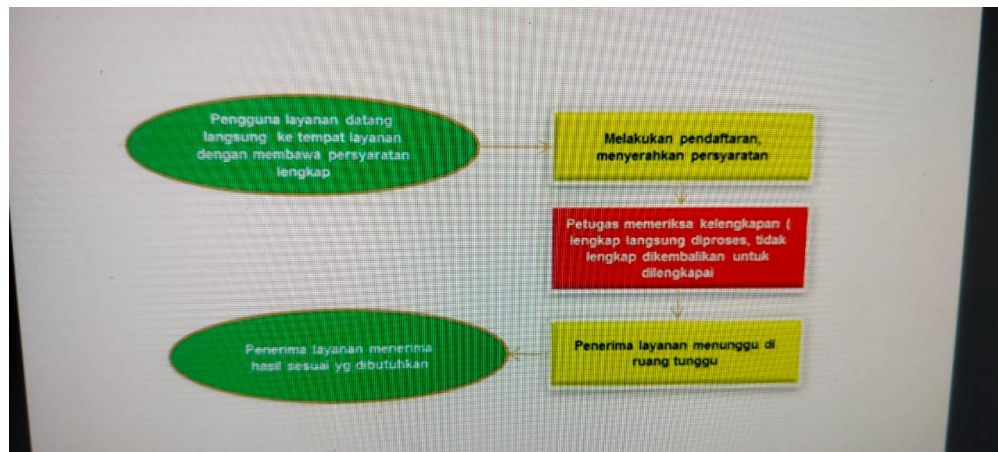 Pengguna layanan datang
langsung ke tempat layanan
dengan membawa persyaratan
lengkap
Melakukan pendaftaran,
menyerahkan persyaratan
Petugas memeriksa kelengkapan (
lengkap langsung diproses, tidak
lengkap dikembalikan untuk
dilengkapai
Penerima layanan menunggu di
ruang tunggu
Penerima layanan menerima
hasil sesuai yg dibutuhkan